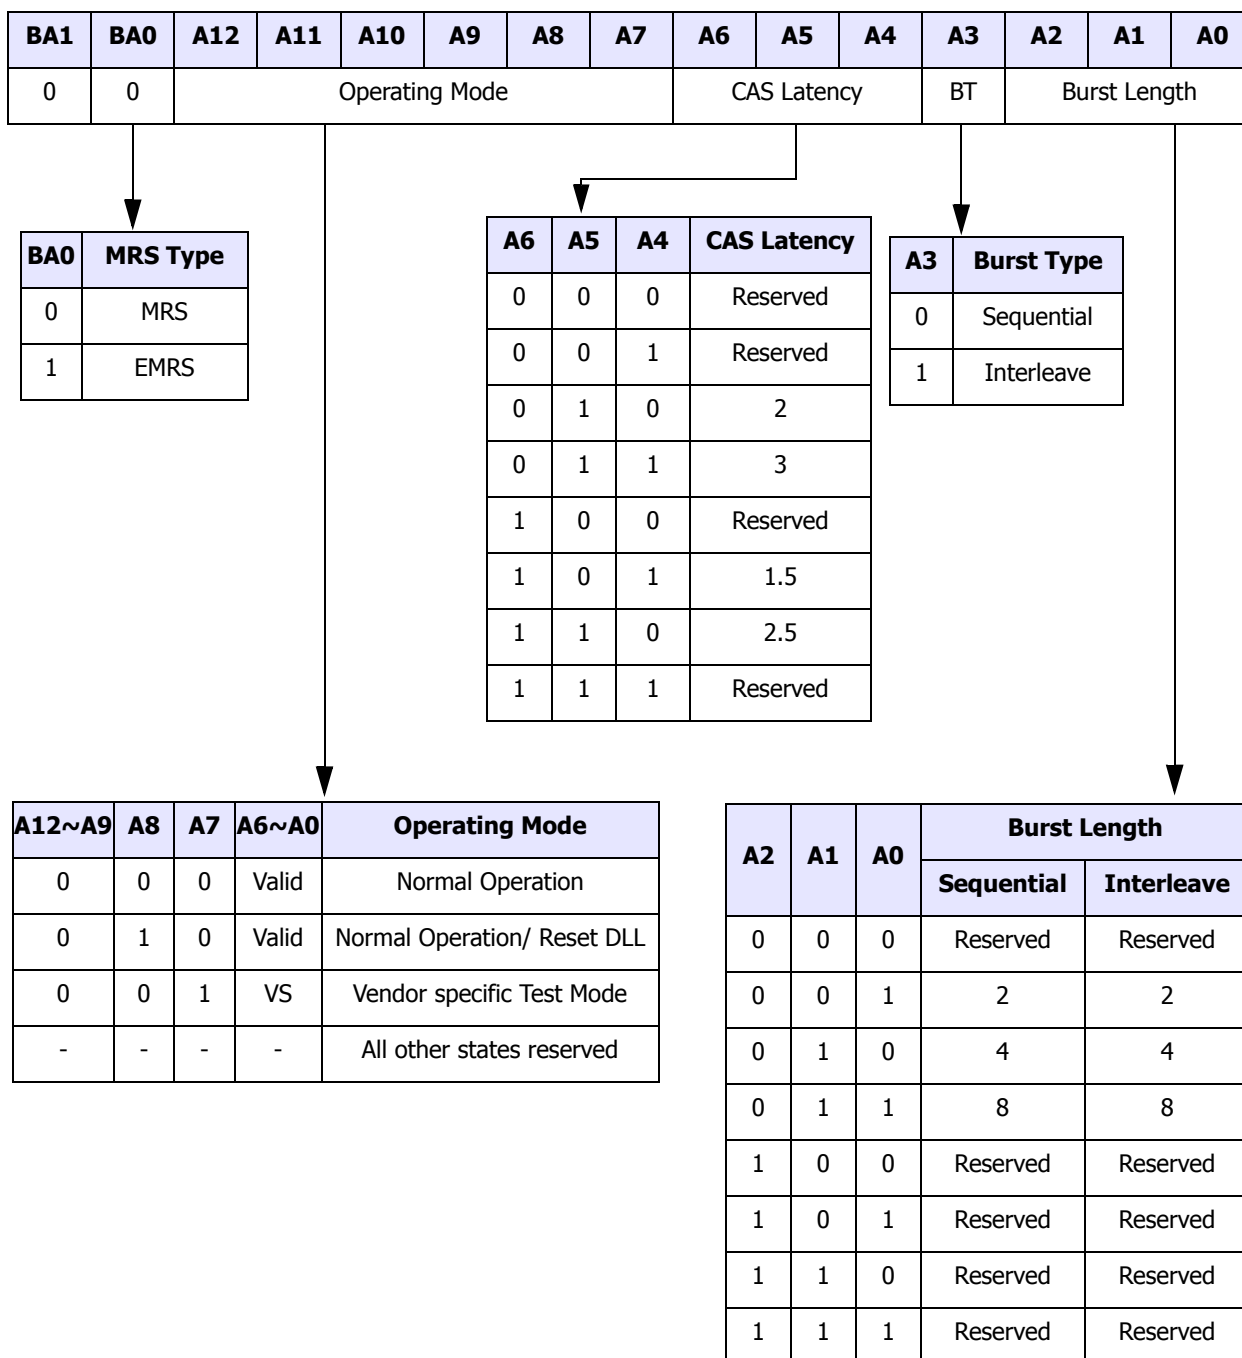 BA1 BA0 A12 A11 A10 A9 A8 A7 A6 A5 A4 A3 A2 A1 A0
0 0 Operating Mode CAS Latency BT Burst Length
BA0 MRS Type
0 MRS
1 EMRS
A6 A5 A4 CAS Latency
0 0 0 Reserved
0 0 1 Reserved
0 1 0 2
0 1 1 3
1 0 0 Reserved
1 0 1 1.5
1 1 0 2.5
1 1 1 Reserved
A3 Burst Type
0 Sequential
1 Interleave
A12~A9 A8 A7 A6~A0 Operating Mode
0 0 0 Valid Normal Operation
0 1 0 Valid Normal Operation/ Reset DLL
0 0 1 VS Vendor specific Test Mode
- - - - All other states reserved
A2 A1 A0 Burst Length
Sequential Interleave
0 0 0 Reserved Reserved
0 0 1 2 2
0 1 0 4 4
0 1 1 8 8
1 0 0 Reserved Reserved
1 0 1 Reserved Reserved
1 1 0 Reserved Reserved
1 1 1 Reserved Reserved